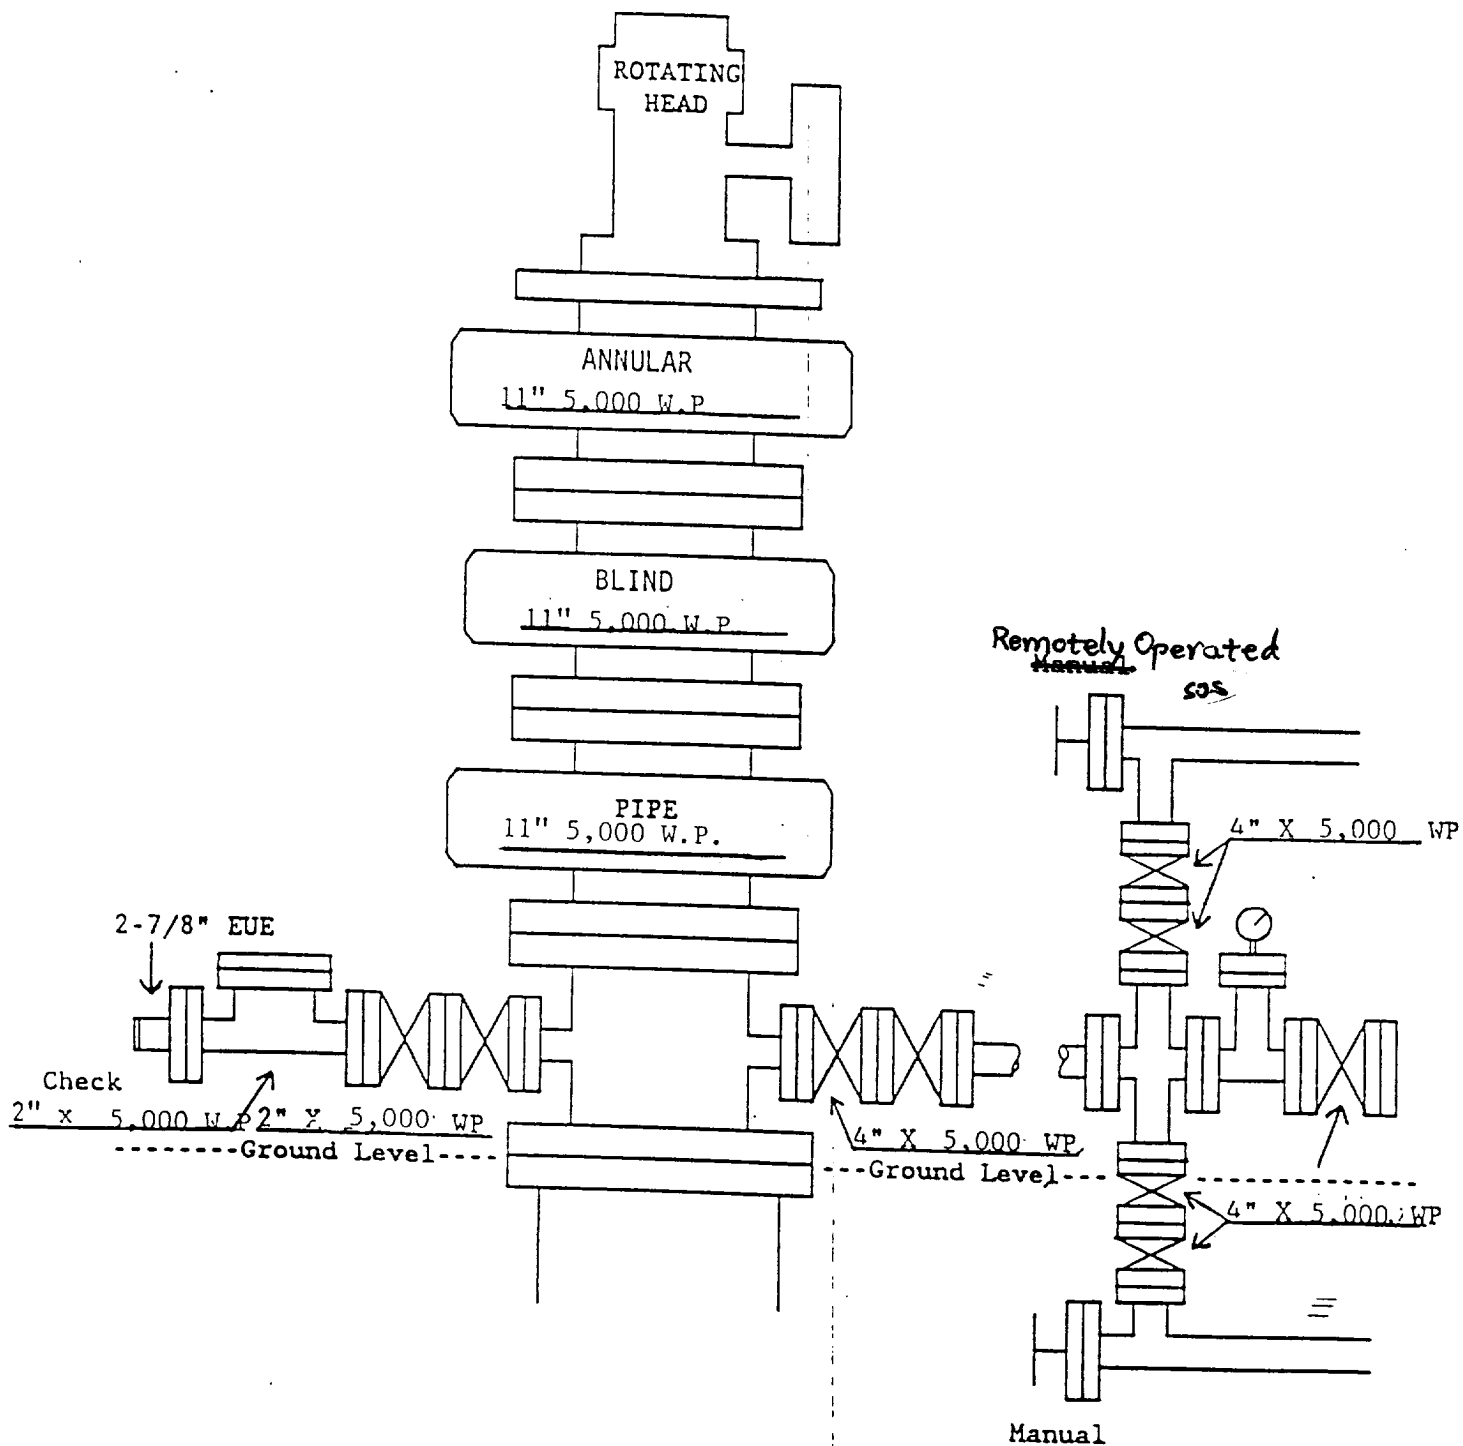 ROTATING
HEAD
ANNULAR
11" 5,000 W.P
BLIND
11" 5,000 W.P
Remotely Operated
Manual
SJS
PIPE
11" 5,000 W.P.
4" X 5,000 WP
2-7/8" EUE
Check
2" x 5,000 W.P
2" X 5,000 WP
4" X 5,000 WP
Ground Level
Ground Level
4" X 5,000 WP
Manual